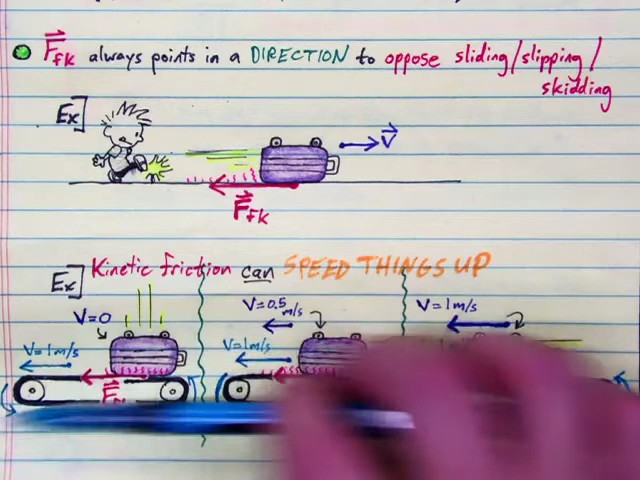 F⃗fk always points in a DIRECTION to oppose sliding/slipping/
skidding
Ex]
V⃗
F⃗fk
Ex] Kinetic friction can SPEED THINGS UP
V=0
V=1m/s
V=0.5 m/s
V=1m/s
V=1m/s